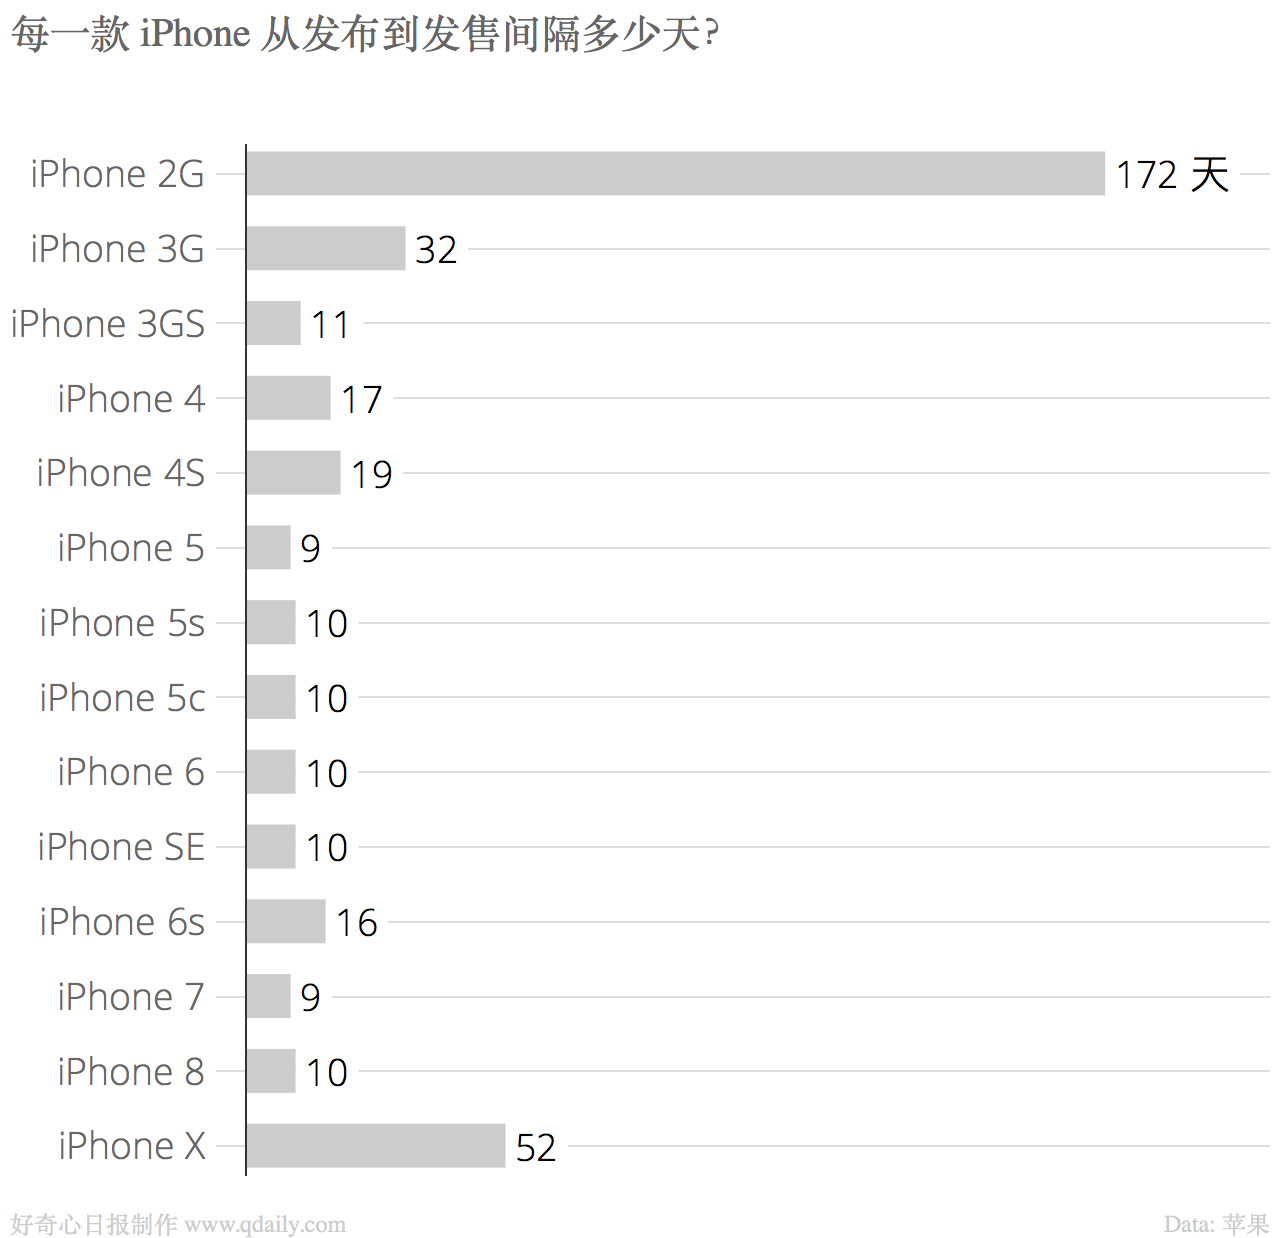 每一款 iPhone 从发布到发售间隔多少天?
iPhone 2G 172 天
iPhone 3G 32
iPhone 3GS 11
iPhone 4 17
iPhone 4S 19
iPhone 5 9
iPhone 5s 10
iPhone 5c 10
iPhone 6 10
iPhone SE 10
iPhone 6s 16
iPhone 7 9
iPhone 8 10
iPhone X 52
好奇心日报制作 www.qdaily.com Data: 苹果